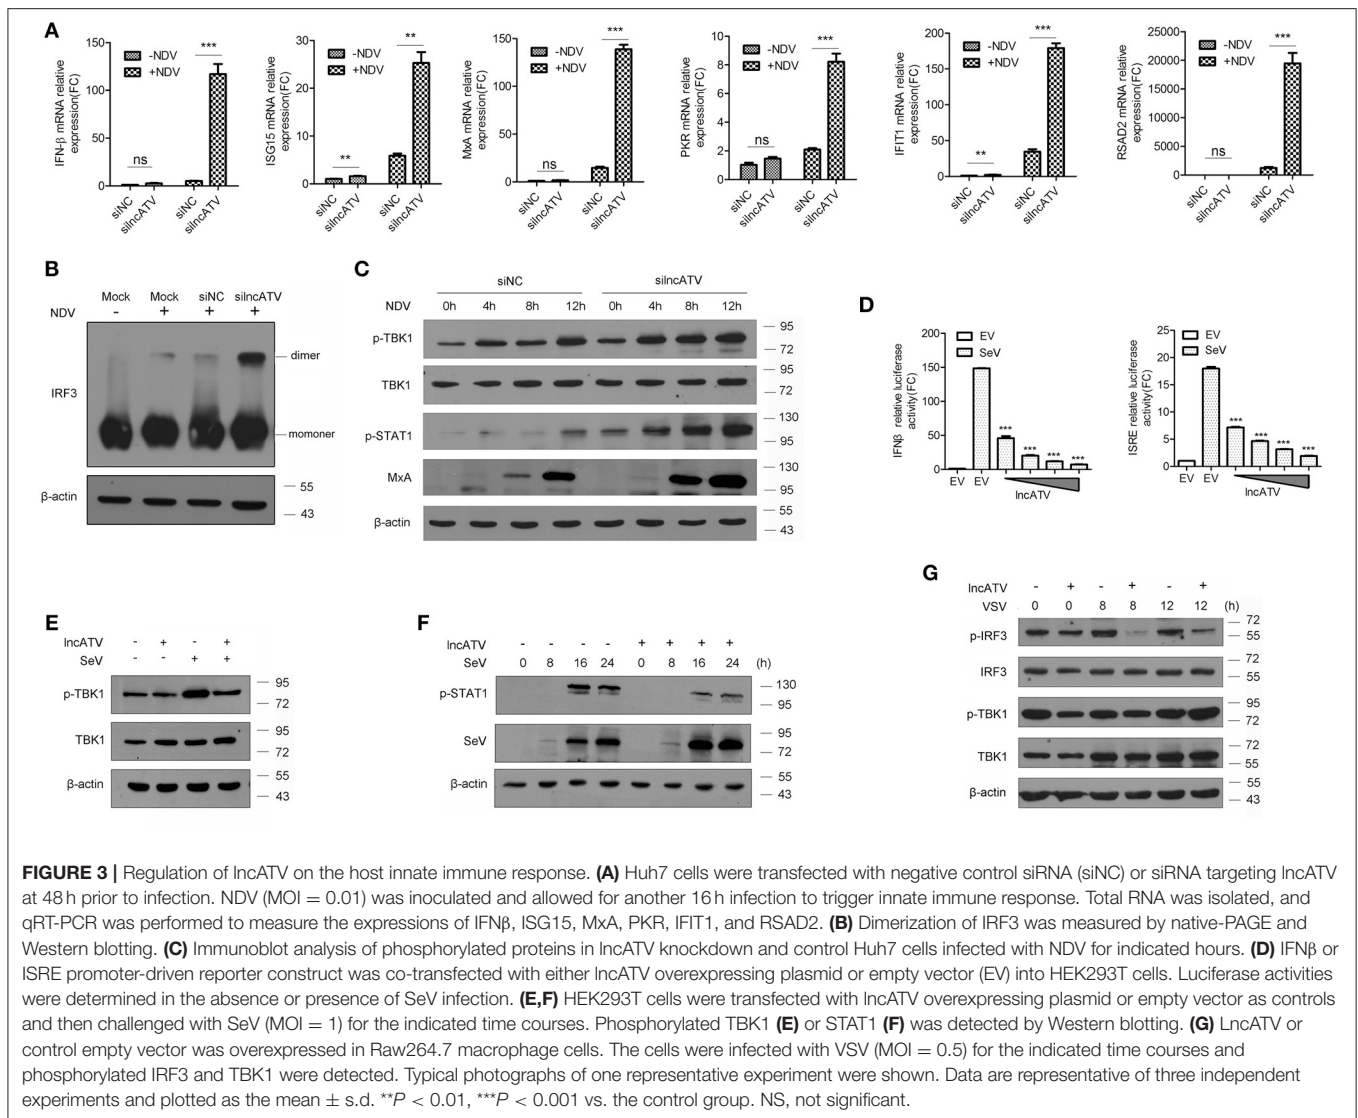 A
IFN-β mRNA relative
expression(FC)
150
100
50
0
-NDV
+NDV
ns
***
siNC
silncATV
siNC
silncATV
ISG15 mRNA relative
expression(FC)
30
20
10
0
-NDV
+NDV
**
**
siNC
silncATV
siNC
silncATV
MxA mRNA relative
expression(FC)
150
100
50
0
-NDV
+NDV
ns
***
siNC
silncATV
siNC
silncATV
PKR mRNA relative
expression(FC)
10
8
6
4
2
0
-NDV
+NDV
ns
***
siNC
silncATV
siNC
silncATV
IFIT1 mRNA relative
expression(FC)
200
150
100
50
0
-NDV
+NDV
**
***
siNC
silncATV
siNC
silncATV
RSAD2 mRNA relative
expression(FC)
25000
20000
15000
10000
5000
0
-NDV
+NDV
ns
***
siNC
silncATV
siNC
silncATV
B
Mock Mock siNC silncATV
NDV - + + +
IRF3
dimer
momoner
β-actin
55
43
C
siNC silncATV
NDV 0h 4h 8h 12h 0h 4h 8h 12h
p-TBK1
95
72
TBK1
95
72
p-STAT1
130
95
MxA
130
95
β-actin
55
43
D
IFNβ relative luciferase
activity(FC)
200
150
100
50
0
EV
SeV
***
***
***
***
EV EV
lncATV
ISRE relative luciferase
activity(FC)
25
20
15
10
5
0
EV
SeV
***
***
***
***
EV EV
lncATV
E
lncATV - + - +
SeV - - + +
p-TBK1
95
72
TBK1
95
72
β-actin
55
43
F
lncATV - - - - + + + +
SeV 0 8 16 24 0 8 16 24 (h)
p-STAT1
130
95
SeV
95
72
β-actin
55
43
G
lncATV - + - + - +
VSV 0 0 8 8 12 12 (h)
p-IRF3
72
55
IRF3
72
55
p-TBK1
95
72
TBK1
72
55
β-actin
55
43
FIGURE 3 | Regulation of lncATV on the host innate immune response. (A) Huh7 cells were transfected with negative control siRNA (siNC) or siRNA targeting lncATV
at 48 h prior to infection. NDV (MOI = 0.01) was inoculated and allowed for another 16 h infection to trigger innate immune response. Total RNA was isolated, and
qRT-PCR was performed to measure the expressions of IFNβ, ISG15, MxA, PKR, IFIT1, and RSAD2. (B) Dimerization of IRF3 was measured by native-PAGE and
Western blotting. (C) Immunoblot analysis of phosphorylated proteins in lncATV knockdown and control Huh7 cells infected with NDV for indicated hours. (D) IFNβ or
ISRE promoter-driven reporter construct was co-transfected with either lncATV overexpressing plasmid or empty vector (EV) into HEK293T cells. Luciferase activities
were determined in the absence or presence of SeV infection. (E,F) HEK293T cells were transfected with lncATV overexpressing plasmid or empty vector as controls
and then challenged with SeV (MOI = 1) for the indicated time courses. Phosphorylated TBK1 (E) or STAT1 (F) was detected by Western blotting. (G) LncATV or
control empty vector was overexpressed in Raw264.7 macrophage cells. The cells were infected with VSV (MOI = 0.5) for the indicated time courses and
phosphorylated IRF3 and TBK1 were detected. Typical photographs of one representative experiment were shown. Data are representative of three independent
experiments and plotted as the mean ± s.d. **P < 0.01, ***P < 0.001 vs. the control group. NS, not significant.